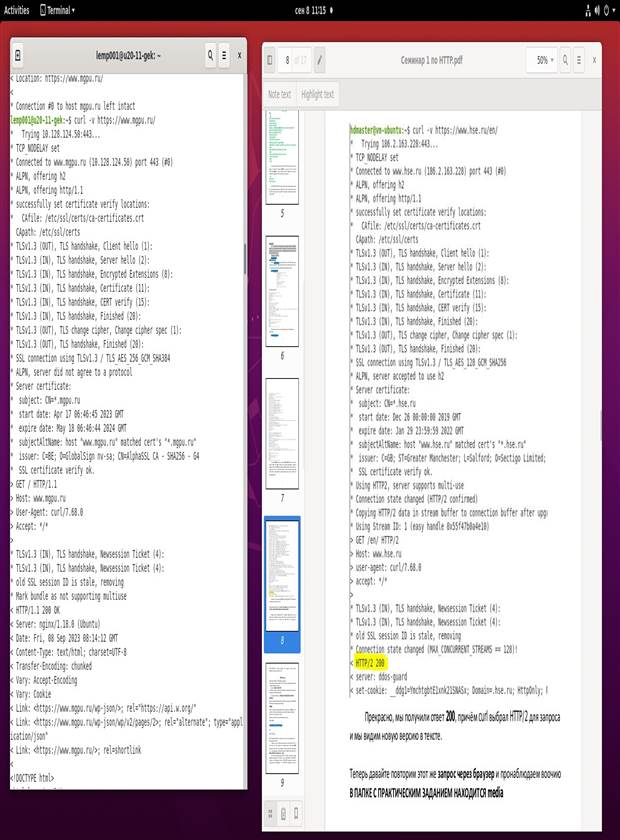 Activities
Terminal
сен 8 11:15
lemp001@u20-11-gek: ~
< Location: https://www.mgpu.ru/
<
* Connection #0 to host mgpu.ru left intact
lemp001@u20-11-gek:~$ curl -v https://www.mgpu.ru/
*   Trying 10.128.124.50:443...
* TCP_NODELAY set
* Connected to www.mgpu.ru (10.128.124.50) port 443 (#0)
* ALPN, offering h2
* ALPN, offering http/1.1
* successfully set certificate verify locations:
*   CAfile: /etc/ssl/certs/ca-certificates.crt
  CApath: /etc/ssl/certs
* TLSv1.3 (OUT), TLS handshake, Client hello (1):
* TLSv1.3 (IN), TLS handshake, Server hello (2):
* TLSv1.3 (IN), TLS handshake, Encrypted Extensions (8):
* TLSv1.3 (IN), TLS handshake, Certificate (11):
* TLSv1.3 (IN), TLS handshake, CERT verify (15):
* TLSv1.3 (IN), TLS handshake, Finished (20):
* TLSv1.3 (OUT), TLS change cipher, Change cipher spec (1):
* TLSv1.3 (OUT), TLS handshake, Finished (20):
* SSL connection using TLSv1.3 / TLS_AES_256_GCM_SHA384
* ALPN, server did not agree to a protocol
* Server certificate:
*  subject: CN=*.mgpu.ru
*  start date: Apr 17 06:46:45 2023 GMT
*  expire date: May 18 06:46:44 2024 GMT
*  subjectAltName: host "www.mgpu.ru" matched cert's "*.mgpu.ru"
*  issuer: C=BE; O=GlobalSign nv-sa; CN=AlphaSSL CA - SHA256 - G4
*  SSL certificate verify ok.
> GET / HTTP/1.1
> Host: www.mgpu.ru
> User-Agent: curl/7.68.0
> Accept: */*
>
* TLSv1.3 (IN), TLS handshake, Newsession Ticket (4):
* TLSv1.3 (IN), TLS handshake, Newsession Ticket (4):
* old SSL session ID is stale, removing
* Mark bundle as not supporting multiuse
< HTTP/1.1 200 OK
< Server: nginx/1.18.0 (Ubuntu)
< Date: Fri, 08 Sep 2023 08:14:12 GMT
< Content-Type: text/html; charset=UTF-8
< Transfer-Encoding: chunked
< Vary: Accept-Encoding
< Vary: Cookie
< Link: <https://www.mgpu.ru/wp-json/>; rel="https://api.w.org/"
< Link: <https://www.mgpu.ru/wp-json/wp/v2/pages/2>; rel="alternate"; type="appl
ication/json"
< Link: <https://www.mgpu.ru/>; rel=shortlink
<
<!DOCTYPE html>
8 of 17
Семинар 1 по HTTP.pdf
50%
Note text
Highlight text
5
6
7
8
9
hdmaster@vm-ubuntu:~$ curl -v https://www.hse.ru/en/
*   Trying 186.2.163.228:443...
* TCP_NODELAY set
* Connected to www.hse.ru (186.2.163.228) port 443 (#0)
* ALPN, offering h2
* ALPN, offering http/1.1
* successfully set certificate verify locations:
*   CAfile: /etc/ssl/certs/ca-certificates.crt
  CApath: /etc/ssl/certs
* TLSv1.3 (OUT), TLS handshake, Client hello (1):
* TLSv1.3 (IN), TLS handshake, Server hello (2):
* TLSv1.3 (IN), TLS handshake, Encrypted Extensions (8):
* TLSv1.3 (IN), TLS handshake, Certificate (11):
* TLSv1.3 (IN), TLS handshake, CERT verify (15):
* TLSv1.3 (IN), TLS handshake, Finished (20):
* TLSv1.3 (OUT), TLS change cipher, Change cipher spec (1):
* TLSv1.3 (OUT), TLS handshake, Finished (20):
* SSL connection using TLSv1.3 / TLS_AES_128_GCM_SHA256
* ALPN, server accepted to use h2
* Server certificate:
*  subject: CN=*.hse.ru
*  start date: Dec 26 00:00:00 2019 GMT
*  expire date: Jan 29 23:59:59 2022 GMT
*  subjectAltName: host "www.hse.ru" matched cert's "*.hse.ru"
*  issuer: C=GB; ST=Greater Manchester; L=Salford; O=Sectigo Limited;
*  SSL certificate verify ok.
* Using HTTP2, server supports multi-use
* Connection state changed (HTTP/2 confirmed)
* Copying HTTP/2 data in stream buffer to connection buffer after upg
* Using Stream ID: 1 (easy handle 0x55f47b0a4e10)
> GET /en/ HTTP/2
> Host: www.hse.ru
> user-agent: curl/7.68.0
> accept: */*
>
* TLSv1.3 (IN), TLS handshake, Newsession Ticket (4):
* TLSv1.3 (IN), TLS handshake, Newsession Ticket (4):
* old SSL session ID is stale, removing
* Connection state changed (MAX_CONCURRENT_STREAMS == 128)!
< HTTP/2 200
< server: ddos-guard
< set-cookie: __ddg1=YmchtgbtE1xnk21SNASx; Domain=.hse.ru; HttpOnly;
Прекрасно, мы получили ответ 200, причём curl выбрал HTTP/2 для запроса
и мы видим новую версию в тексте.
Теперь давайте повторим этот же запрос через браузер и пронаблюдаем воочию
В ПАПКЕ С ПРАКТИЧЕСКИМ ЗАДАНИЕМ НАХОДИТСЯ media